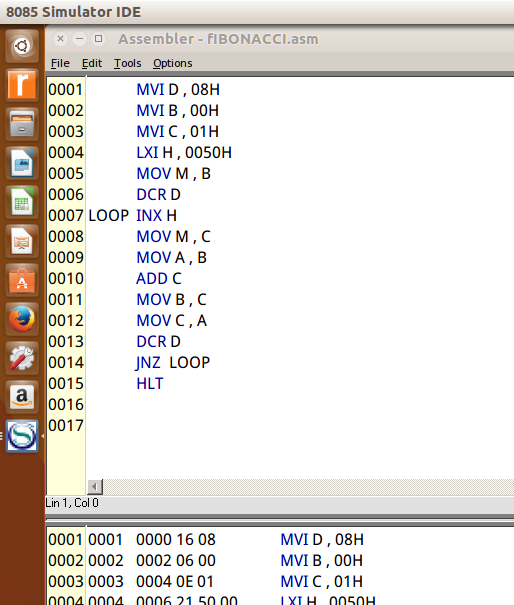 8085 Simulator IDE
Assembler - fIBONACCI.asm
File Edit Tools Options
0001 MVI D , 08H
0002 MVI B , 00H
0003 MVI C , 01H
0004 LXI H , 0050H
0005 MOV M , B
0006 DCR D
0007 LOOP INX H
0008 MOV M , C
0009 MOV A , B
0010 ADD C
0011 MOV B , C
0012 MOV C , A
0013 DCR D
0014 JNZ LOOP
0015 HLT
0016
0017
Lin 1, Col 0
0001 0001 0000 16 08 MVI D , 08H
0002 0002 0002 06 00 MVI B , 00H
0003 0003 0004 0E 01 MVI C , 01H
0004 0004 0006 21 50 00 LXI H , 0050H